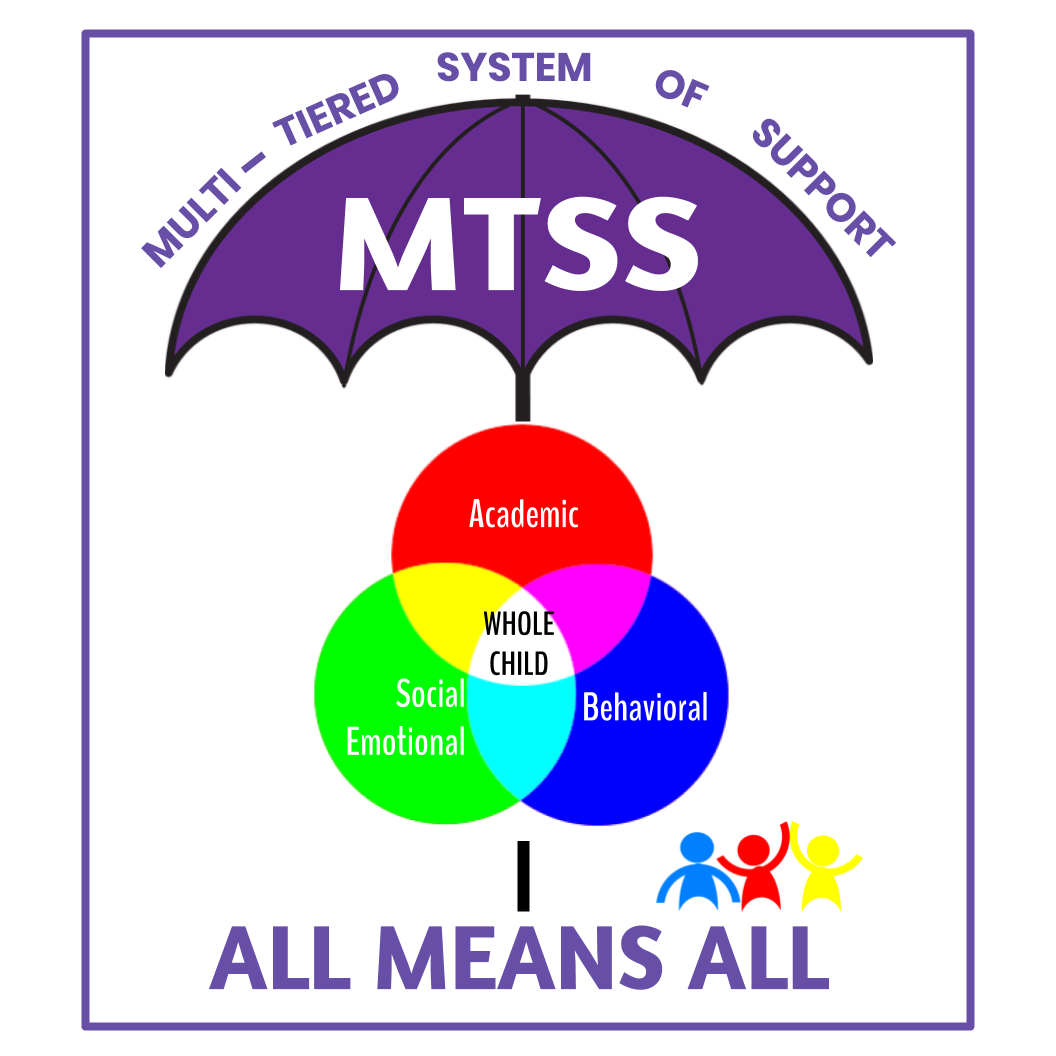 MULTI – TIERED SYSTEM OF SUPPORT
MTSS
Academic
WHOLE
CHILD
Social
Emotional
Behavioral
ALL MEANS ALL